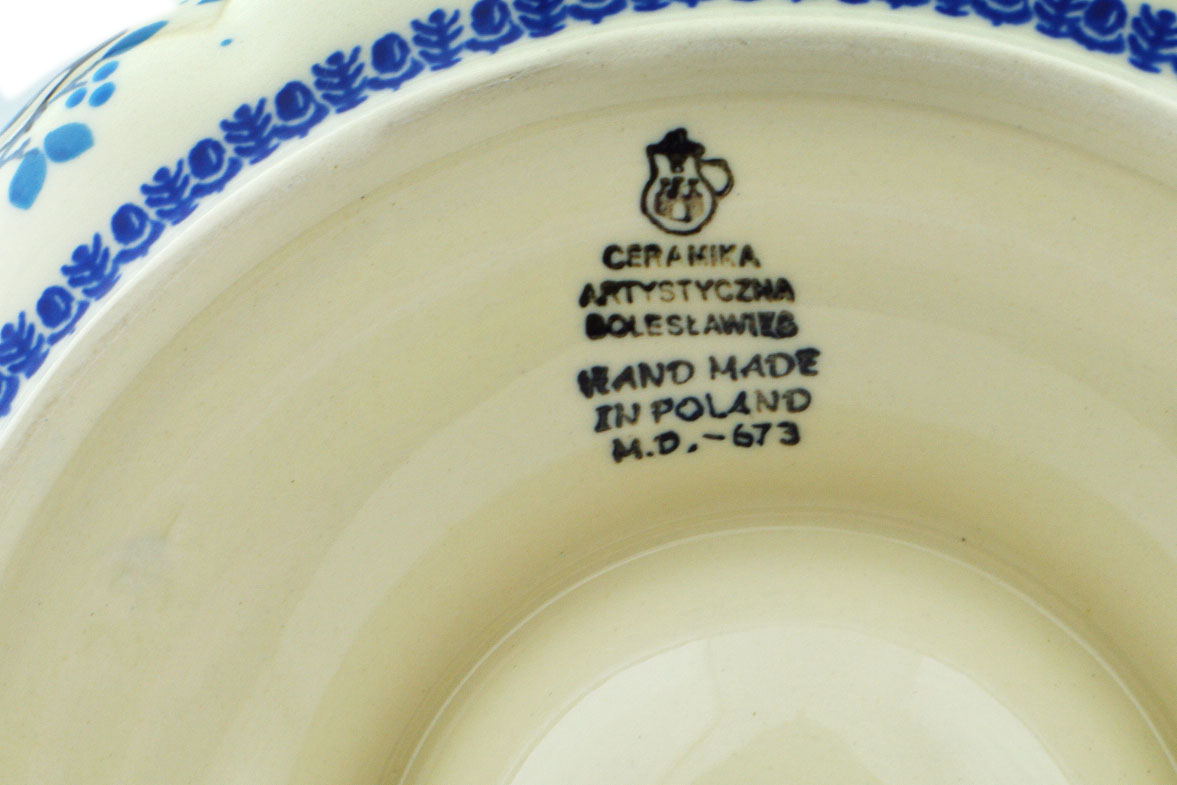 CERAMIKA
ARTYSTYCZNA
BOLESŁAWIEC
HAND MADE
IN POLAND
M.D.-673